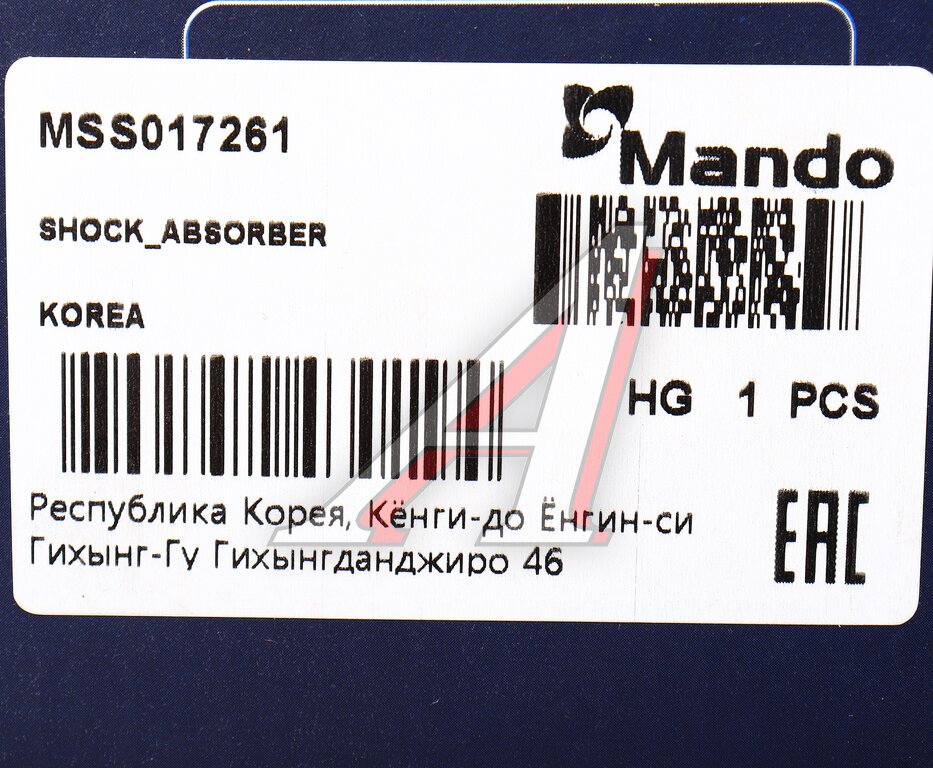 MSS017261
Mando
SHOCK_ABSORBER
KOREA
HG 1 PCS
Республика Корея, Кёнги-до Ёнгин-си
Гихынг-Гу Гихынгданджиро 46
EAC